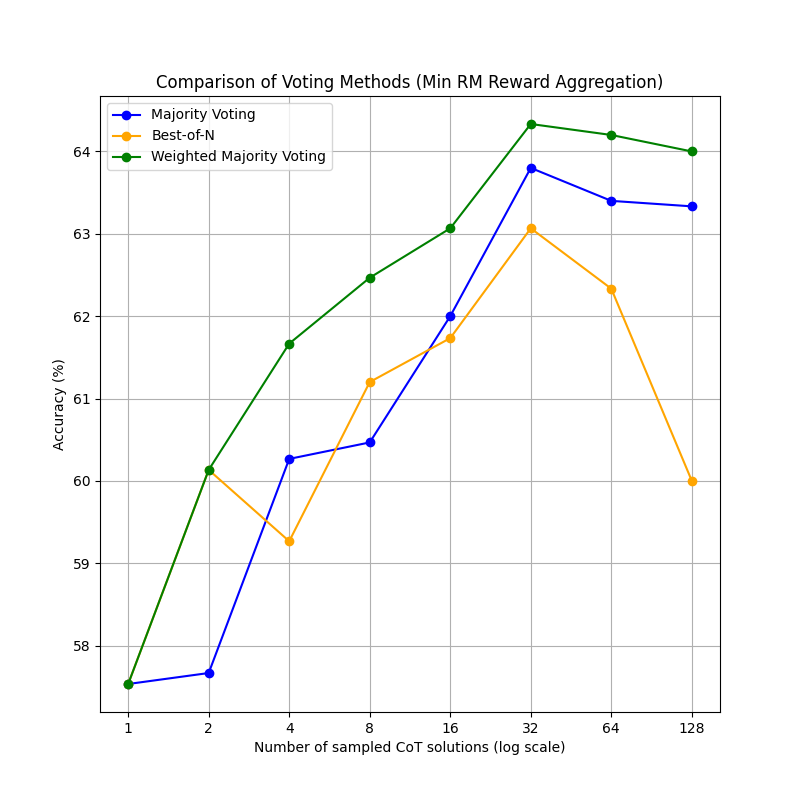 Comparison of Voting Methods (Min RM Reward Aggregation)
Majority Voting
Best-of-N
Weighted Majority Voting
64
63
62
61
60
59
58
Accuracy (%)
1 2 4 8 16 32 64 128
Number of sampled CoT solutions (log scale)